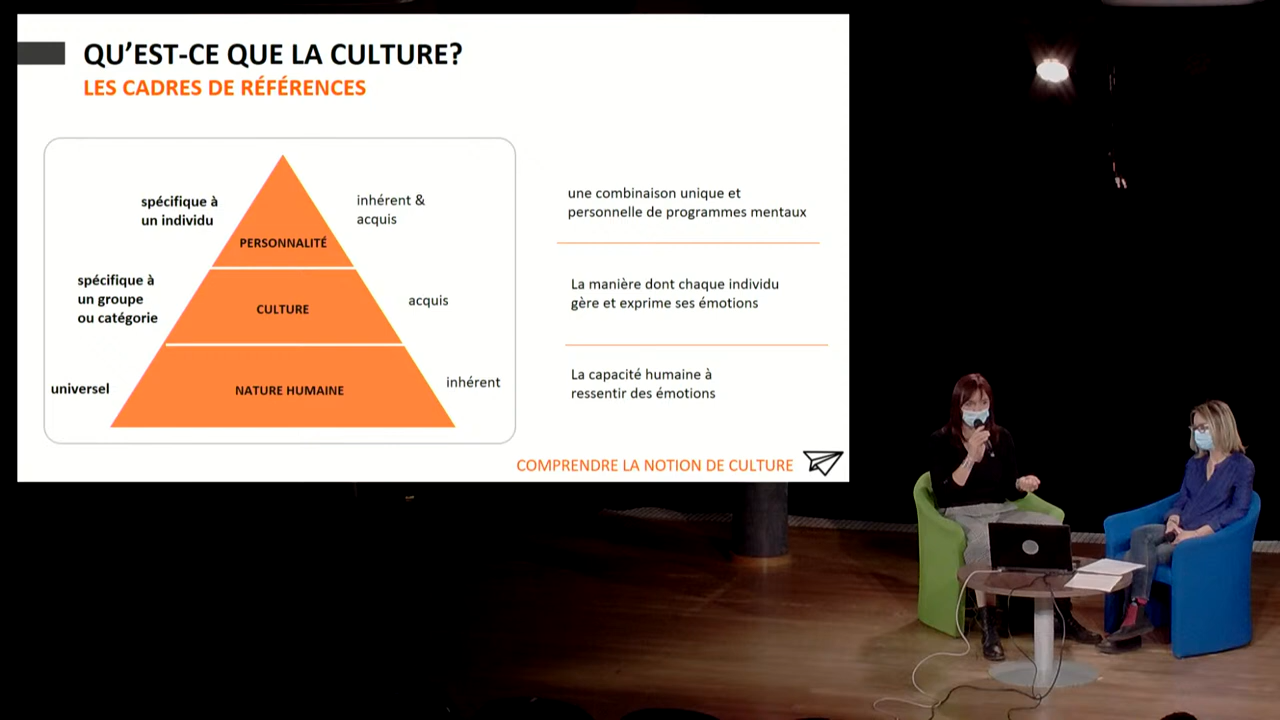 QU'EST-CE QUE LA CULTURE?
LES CADRES DE RÉFÉRENCES
spécifique à
un individu
inhérent &
acquis
PERSONNALITÉ
une combinaison unique et
personnelle de programmes mentaux
spécifique à
un groupe
ou catégorie
CULTURE
acquis
La manière dont chaque individu
gère et exprime ses émotions
universel
NATURE HUMAINE
inhérent
La capacité humaine à
ressentir des émotions
COMPRENDRE LA NOTION DE CULTURE